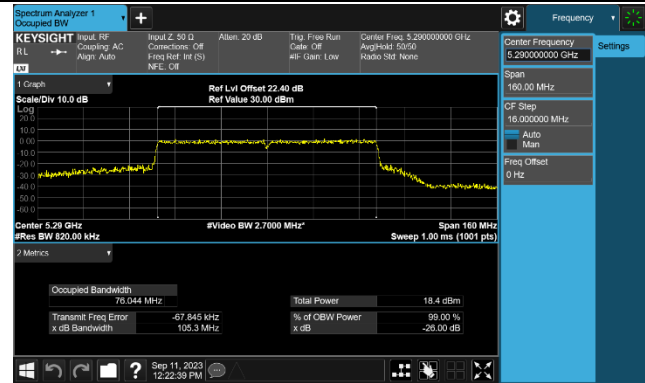 Spectrum Analyzer 1
Occupied BW
+
Frequency
KEYSIGHT
RL
LXI
Input: RF
Coupling: AC
Align: Auto
Input Z: 50 Ω
Corrections: Off
Freq Ref: Int (S)
NFE: Off
Atten: 20 dB
Trig: Free Run
Gate: Off
#IF Gain: Low
Center Freq: 5.290000000 GHz
Avg|Hold: 50/50
Radio Std: None
Center Frequency
5.290000000 GHz
Settings
Span
160.00 MHz
CF Step
16.000000 MHz
Auto
Man
Freq Offset
0 Hz
1 Graph
Scale/Div 10.0 dB
Ref Lvl Offset 22.40 dB
Ref Value 30.00 dBm
Log
20.0
10.0
0.00
-10.0
-20.0
-30.0
-40.0
-50.0
-60.0
Center 5.29 GHz
#Res BW 820.00 kHz
#Video BW 2.7000 MHz*
Span 160 MHz
Sweep 1.00 ms (1001 pts)
2 Metrics
Occupied Bandwidth
76.044 MHz
Total Power 18.4 dBm
Transmit Freq Error -67.845 kHz
% of OBW Power 99.00 %
x dB Bandwidth 105.3 MHz
x dB -26.00 dB
?
Sep 11, 2023
12:22:39 PM